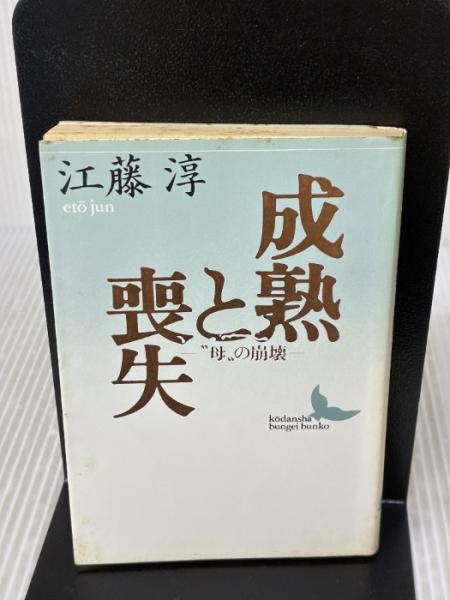 江藤 淳
etō jun
成熟
と
喪失
―〝母〟の崩壊―
kōdansha
bungei bunko